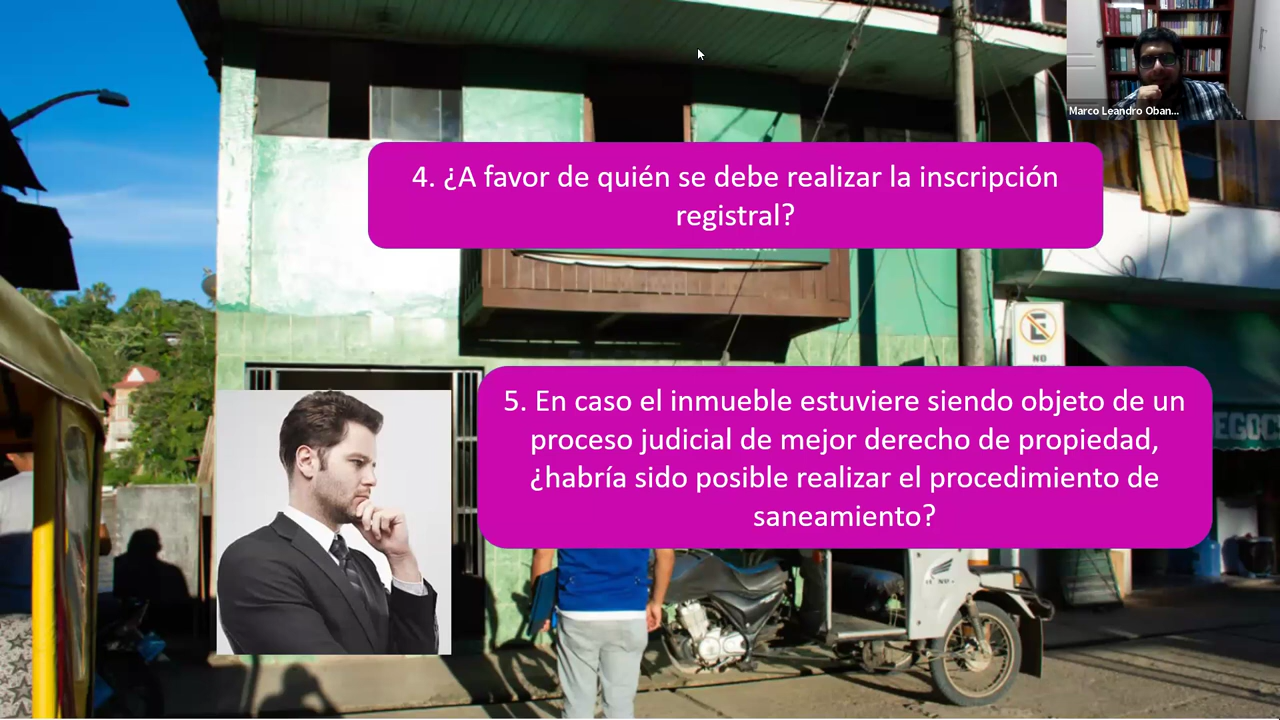 Marco Leandro Oban...
4. ¿A favor de quién se debe realizar la inscripción
registral?
NO
5. En caso el inmueble estuviere siendo objeto de un
proceso judicial de mejor derecho de propiedad,
¿habría sido posible realizar el procedimiento de
saneamiento?